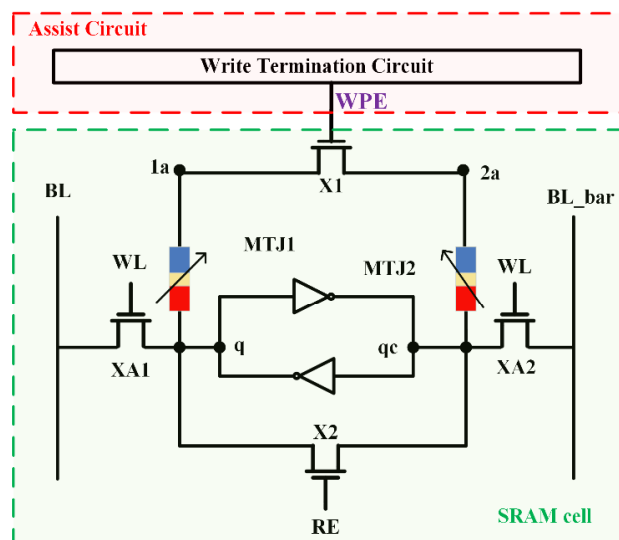 Assist Circuit
Write Termination Circuit
WPE
1a
X1
2a
BL
BL_bar
MTJ1
MTJ2
WL
WL
q
qc
XA1
XA2
X2
RE
SRAM cell